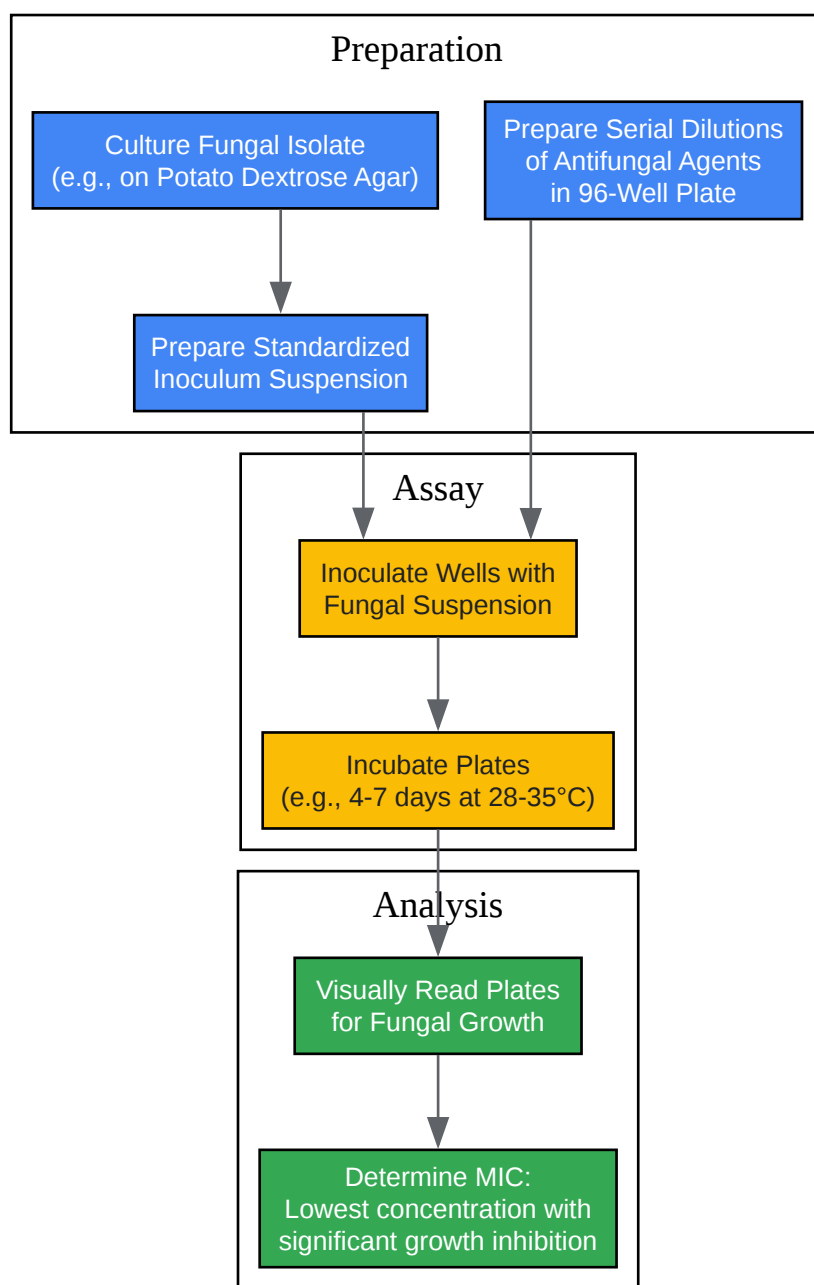 Preparation
Culture Fungal Isolate
(e.g., on Potato Dextrose Agar)
Prepare Serial Dilutions
of Antifungal Agents
in 96-Well Plate
Prepare Standardized
Inoculum Suspension
Assay
Inoculate Wells with
Fungal Suspension
Incubate Plates
(e.g., 4-7 days at 28-35°C)
Analysis
Visually Read Plates
for Fungal Growth
Determine MIC:
Lowest concentration with
significant growth inhibition